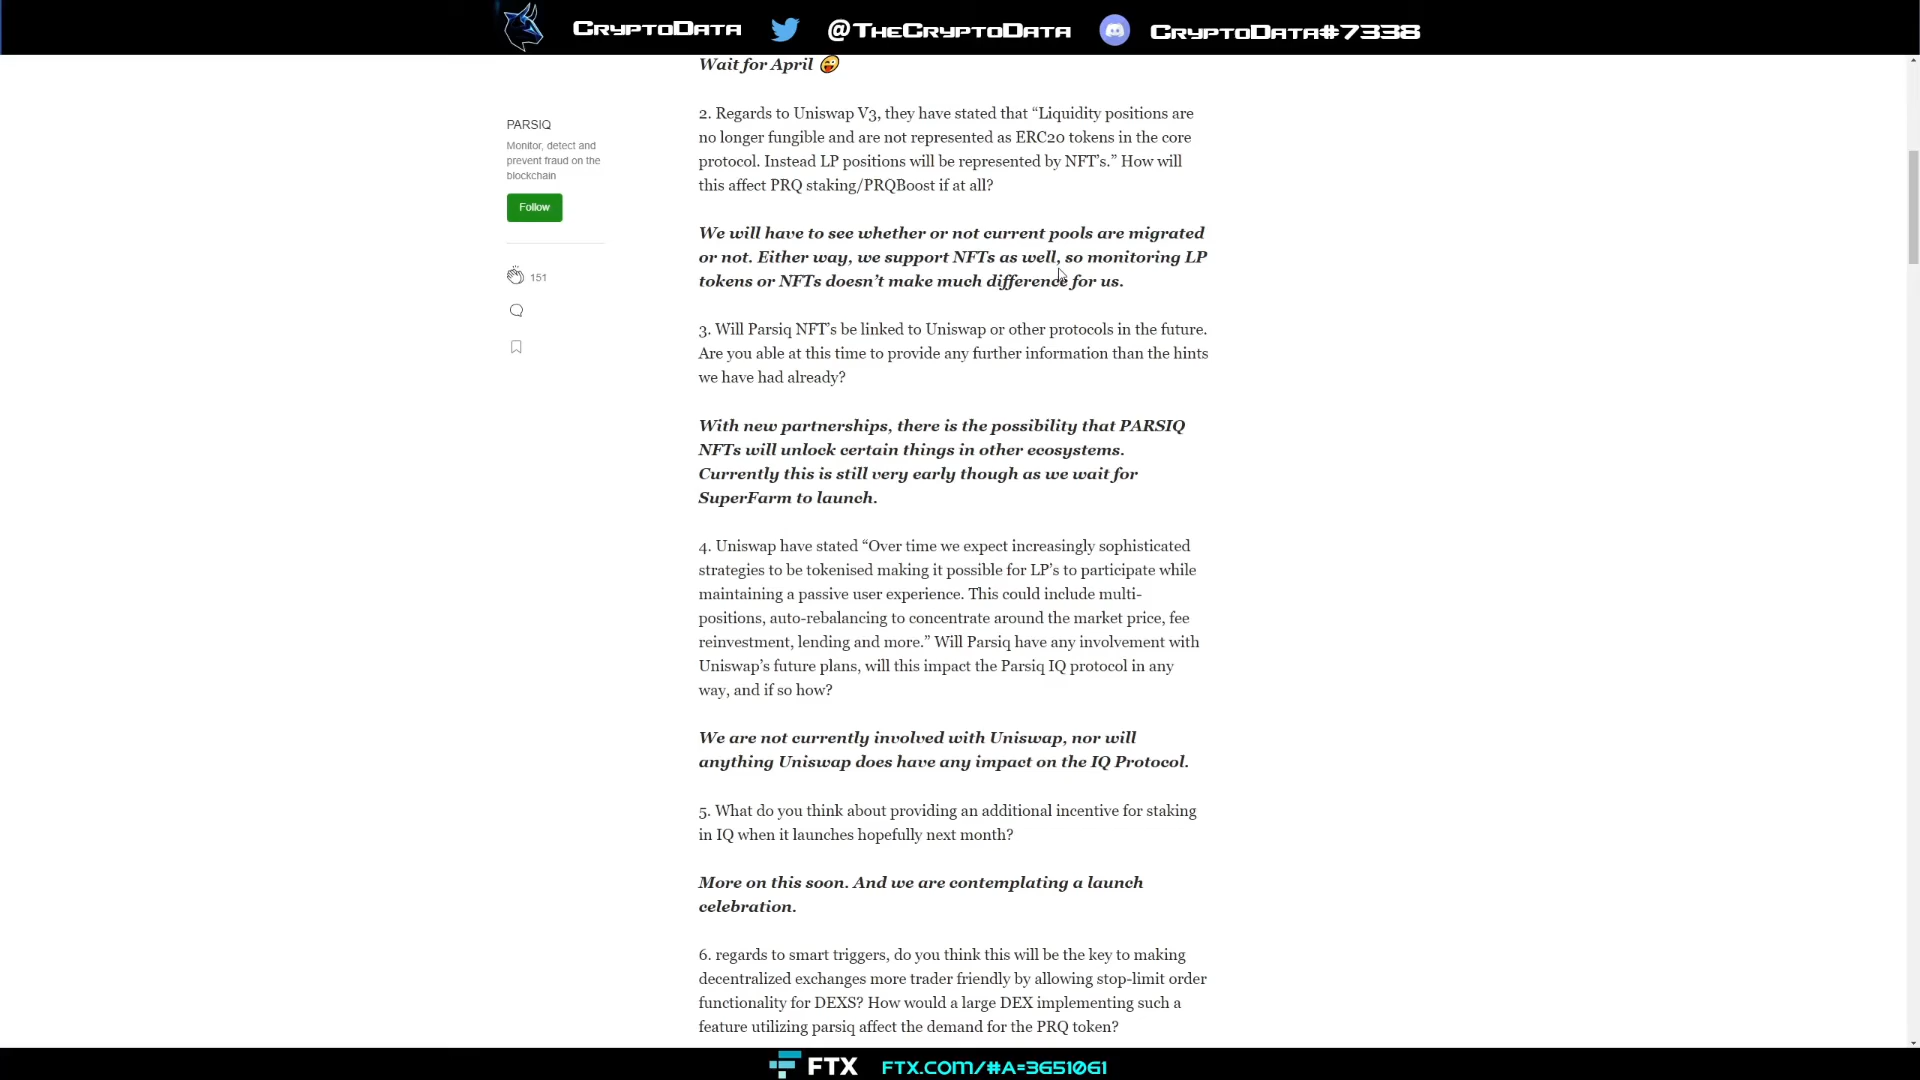 CryptoData @TheCryptoData CryptoData#7338
Wait for April
PARSIQ
Monitor, detect and
prevent fraud on the
blockchain
Follow
151
2. Regards to Uniswap V3, they have stated that “Liquidity positions are
no longer fungible and are not represented as ERC20 tokens in the core
protocol. Instead LP positions will be represented by NFT’s.” How will
this affect PRQ staking/PRQBoost if at all?
We will have to see whether or not current pools are migrated
or not. Either way, we support NFTs as well, so monitoring LP
tokens or NFTs doesn’t make much difference for us.
3. Will Parsiq NFT’s be linked to Uniswap or other protocols in the future.
Are you able at this time to provide any further information than the hints
we have had already?
With new partnerships, there is the possibility that PARSIQ
NFTs will unlock certain things in other ecosystems.
Currently this is still very early though as we wait for
SuperFarm to launch.
4. Uniswap have stated “Over time we expect increasingly sophisticated
strategies to be tokenised making it possible for LP’s to participate while
maintaining a passive user experience. This could include multi-
positions, auto-rebalancing to concentrate around the market price, fee
reinvestment, lending and more.” Will Parsiq have any involvement with
Uniswap’s future plans, will this impact the Parsiq IQ protocol in any
way, and if so how?
We are not currently involved with Uniswap, nor will
anything Uniswap does have any impact on the IQ Protocol.
5. What do you think about providing an additional incentive for staking
in IQ when it launches hopefully next month?
More on this soon. And we are contemplating a launch
celebration.
6. regards to smart triggers, do you think this will be the key to making
decentralized exchanges more trader friendly by allowing stop-limit order
functionality for DEXS? How would a large DEX implementing such a
feature utilizing parsiq affect the demand for the PRQ token?
FTX FTX.COM/#A=3651061